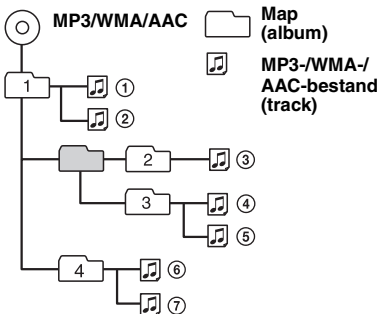 MP3/WMA/AAC
Map
(album)
MP3-/WMA-/
AAC-bestand
(track)
1
①
②
2
③
3
④
⑤
4
⑥
⑦